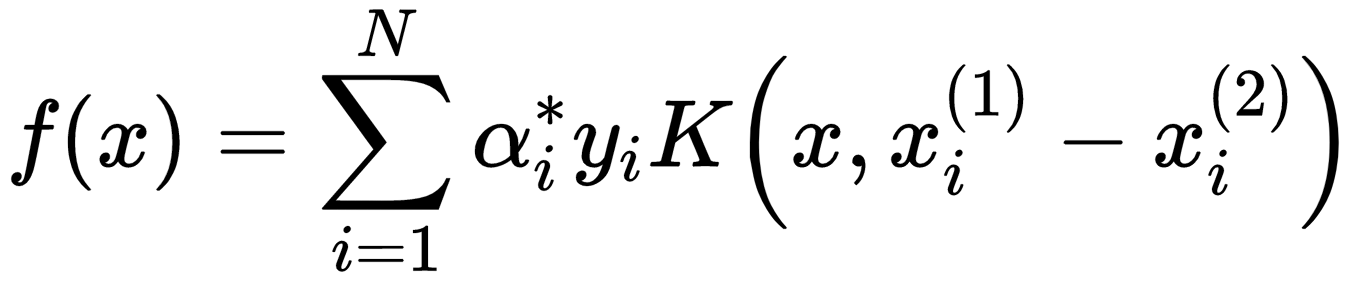 f(x) = \sum_{i=1}^{N} \alpha_i^* y_i K\left(x, x_i^{(1)} - x_i^{(2)}\right)